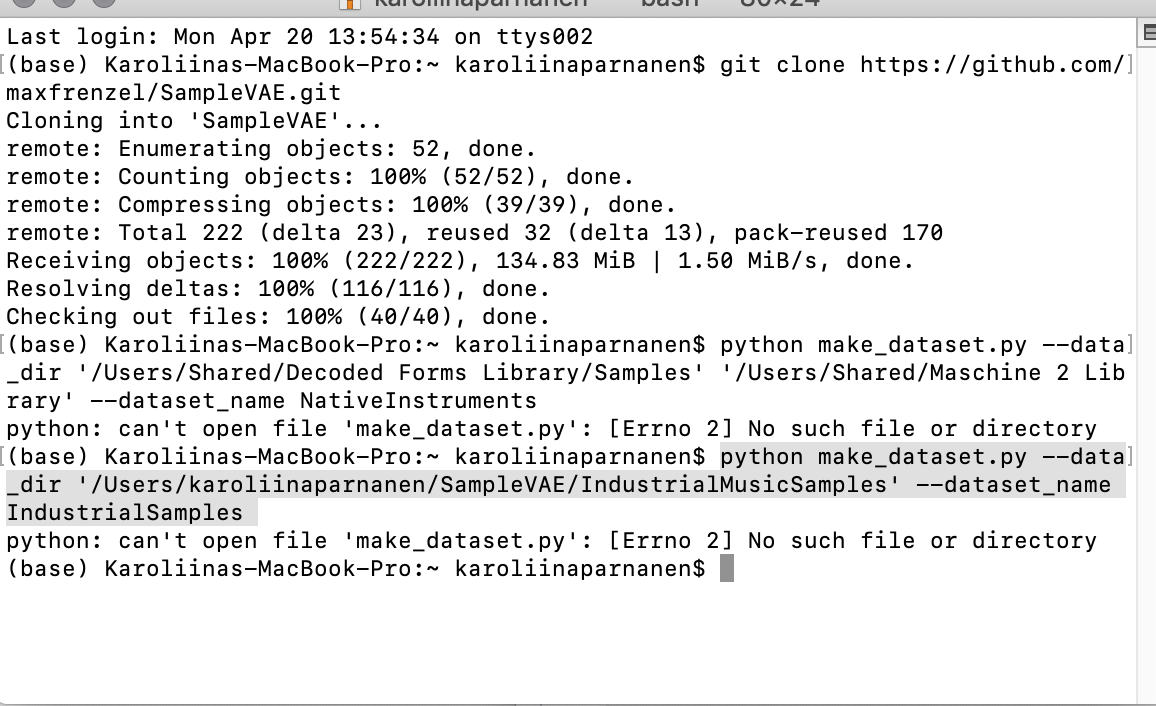 karoliinaparnanen — -bash — 80×24
Last login: Mon Apr 20 13:54:34 on ttys002
[(base) Karoliinas-MacBook-Pro:~ karoliinaparnanen$ git clone https://github.com/]
maxfrenzel/SampleVAE.git
Cloning into 'SampleVAE'...
remote: Enumerating objects: 52, done.
remote: Counting objects: 100% (52/52), done.
remote: Compressing objects: 100% (39/39), done.
remote: Total 222 (delta 23), reused 32 (delta 13), pack-reused 170
Receiving objects: 100% (222/222), 134.83 MiB | 1.50 MiB/s, done.
Resolving deltas: 100% (116/116), done.
Checking out files: 100% (40/40), done.
[(base) Karoliinas-MacBook-Pro:~ karoliinaparnanen$ python make_dataset.py --data]
_dir '/Users/Shared/Decoded Forms Library/Samples' '/Users/Shared/Maschine 2 Lib
rary' --dataset_name NativeInstruments
python: can't open file 'make_dataset.py': [Errno 2] No such file or directory
[(base) Karoliinas-MacBook-Pro:~ karoliinaparnanen$ python make_dataset.py --data]
_dir '/Users/karoliinaparnanen/SampleVAE/IndustrialMusicSamples' --dataset_name
IndustrialSamples
python: can't open file 'make_dataset.py': [Errno 2] No such file or directory
(base) Karoliinas-MacBook-Pro:~ karoliinaparnanen$